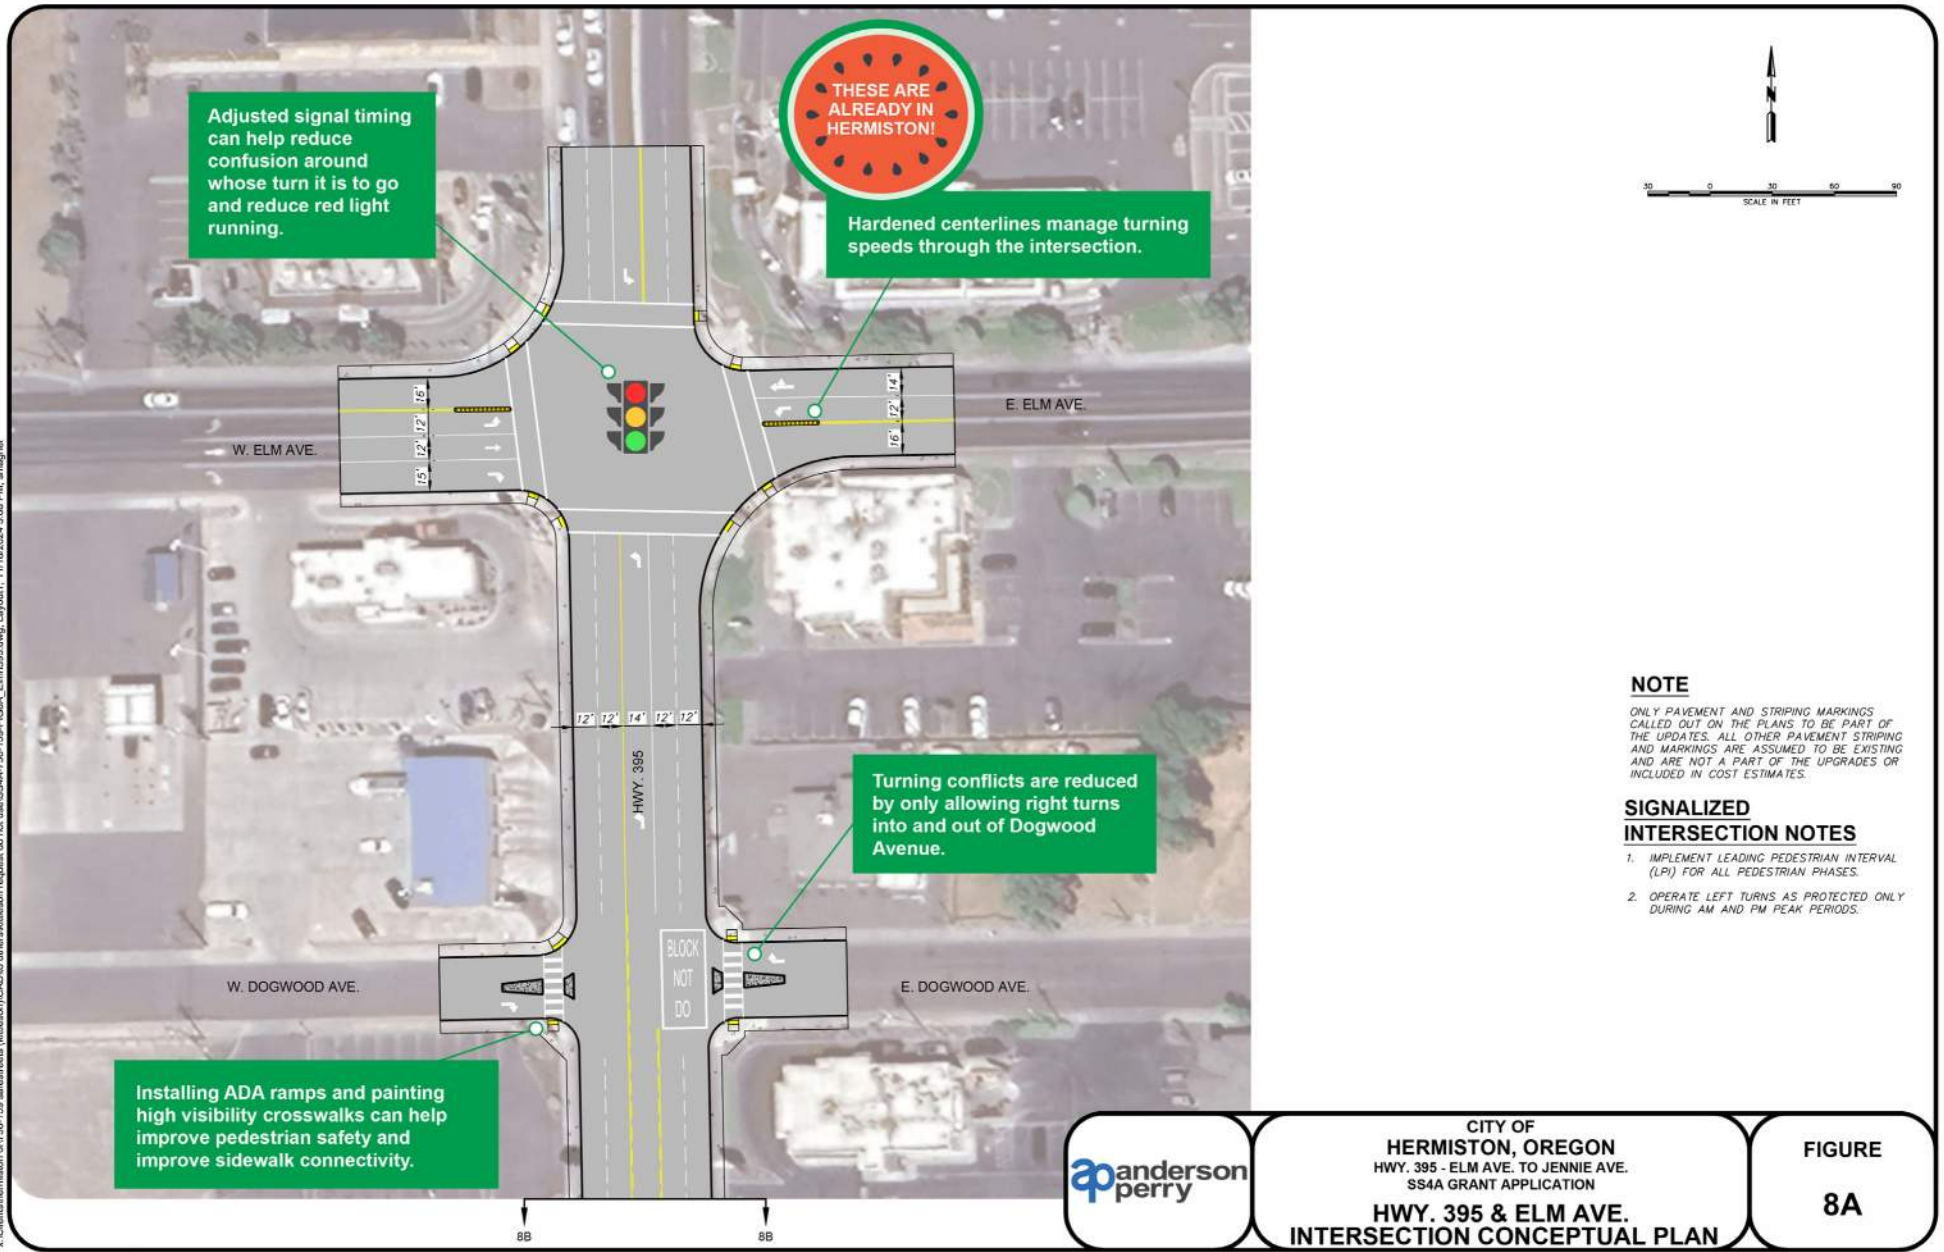 Adjusted signal timing
can help reduce
confusion around
whose turn it is to go
and reduce red light
running.
THESE ARE
ALREADY IN
HERMISTON!
Hardened centerlines manage turning
speeds through the intersection.
N
30 0 30 60 90
SCALE IN FEET
W. ELM AVE.
E. ELM AVE.
16'
12'
12'
15'
14'
12'
16'
12' 12' 14' 12' 12'
HWY. 395
Turning conflicts are reduced
by only allowing right turns
into and out of Dogwood
Avenue.
BLOCK
NOT
DO
W. DOGWOOD AVE.
E. DOGWOOD AVE.
Installing ADA ramps and painting
high visibility crosswalks can help
improve pedestrian safety and
improve sidewalk connectivity.
8B 8B
NOTE
ONLY PAVEMENT AND STRIPING MARKINGS
CALLED OUT ON THE PLANS TO BE PART OF
THE UPDATES. ALL OTHER PAVEMENT STRIPING
AND MARKINGS ARE ASSUMED TO BE EXISTING
AND ARE NOT A PART OF THE UPGRADES OR
INCLUDED IN COST ESTIMATES.
SIGNALIZED
INTERSECTION NOTES
1. IMPLEMENT LEADING PEDESTRIAN INTERVAL
(LPI) FOR ALL PEDESTRIAN PHASES.
2. OPERATE LEFT TURNS AS PROTECTED ONLY
DURING AM AND PM PEAK PERIODS.
ap anderson
perry
CITY OF
HERMISTON, OREGON
HWY. 395 - ELM AVE. TO JENNIE AVE.
SS4A GRANT APPLICATION
HWY. 395 & ELM AVE.
INTERSECTION CONCEPTUAL PLAN
FIGURE
8A